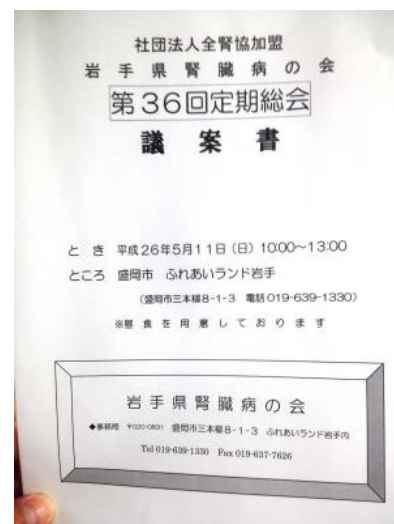 社団法人全腎協加盟
岩手県腎臓病の会
第36回定期総会
議案書
とき 平成26年5月11日(日) 10:00～13:00
ところ 盛岡市 ふれあいランド岩手
(盛岡市三本柳8-1-3 電話019-639-1330)
※昼食を用意しております
岩手県腎臓病の会
◆事務局 〒020-0831 盛岡市三本柳8-1-3 ふれあいランド岩手内
Tel 019-639-1330 Fax 019-637-7626